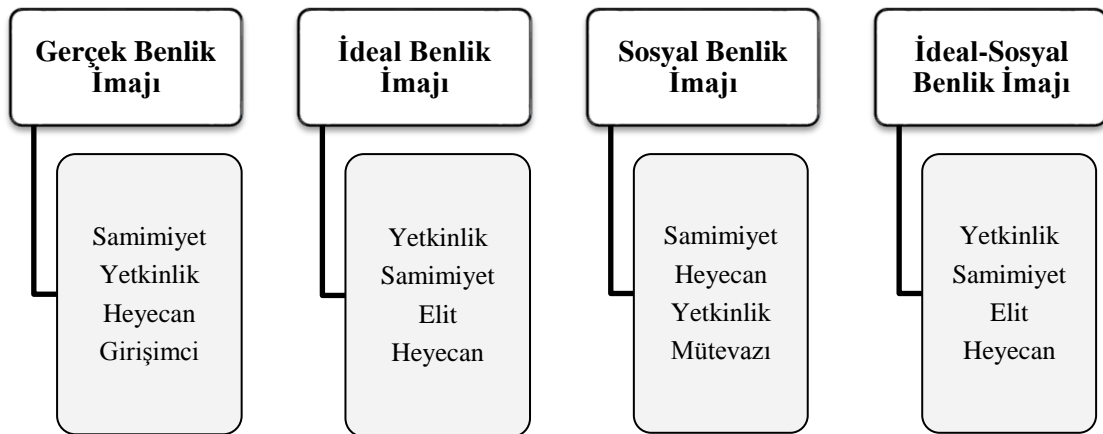 Gerçek Benlik
İmajı
Samimiyet
Yetkinlik
Heyecan
Girişimci
İdeal Benlik
İmajı
Yetkinlik
Samimiyet
Elit
Heyecan
Sosyal Benlik
İmajı
Samimiyet
Heyecan
Yetkinlik
Mütevazı
İdeal-Sosyal
Benlik İmajı
Yetkinlik
Samimiyet
Elit
Heyecan